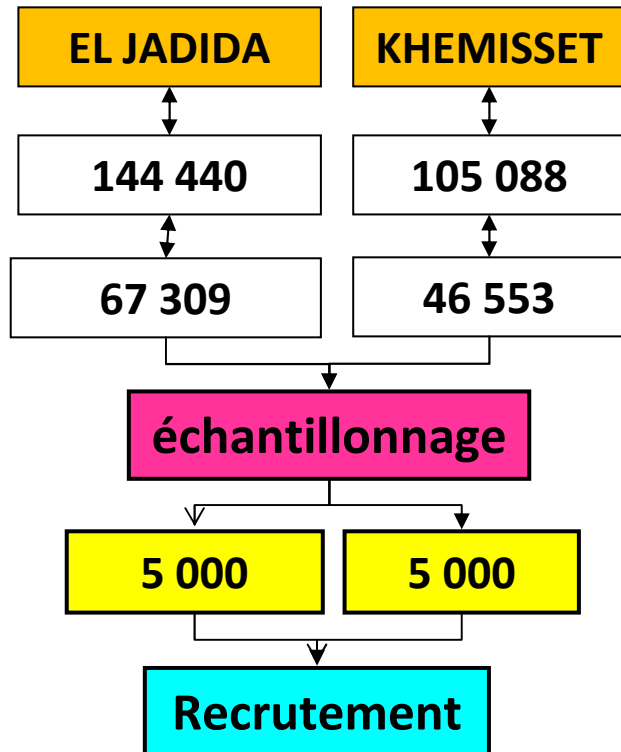 EL JADIDA
KHEMISSET
144 440
105 088
67 309
46 553
échantillonnage
5 000
5 000
Recrutement